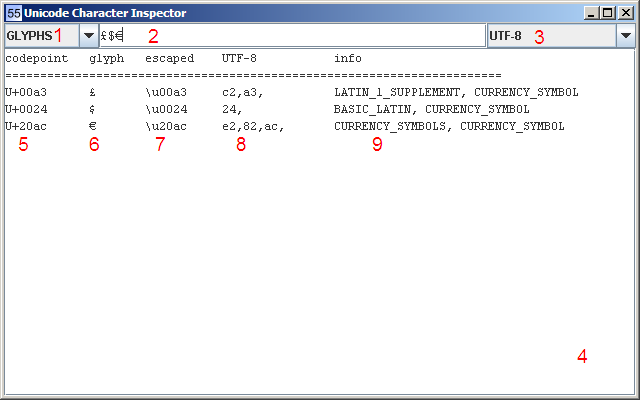 55 Unicode Character Inspector
GLYPHS 1 £$€ 2 UTF-8 3
codepoint glyph escaped UTF-8 info
=======================================================================
U+00a3 £ \u00a3 c2,a3, LATIN_1_SUPPLEMENT, CURRENCY_SYMBOL
U+0024 $ \u0024 24, BASIC_LATIN, CURRENCY_SYMBOL
U+20ac € \u20ac e2,82,ac, CURRENCY_SYMBOLS, CURRENCY_SYMBOL
5 6 7 8 9
4